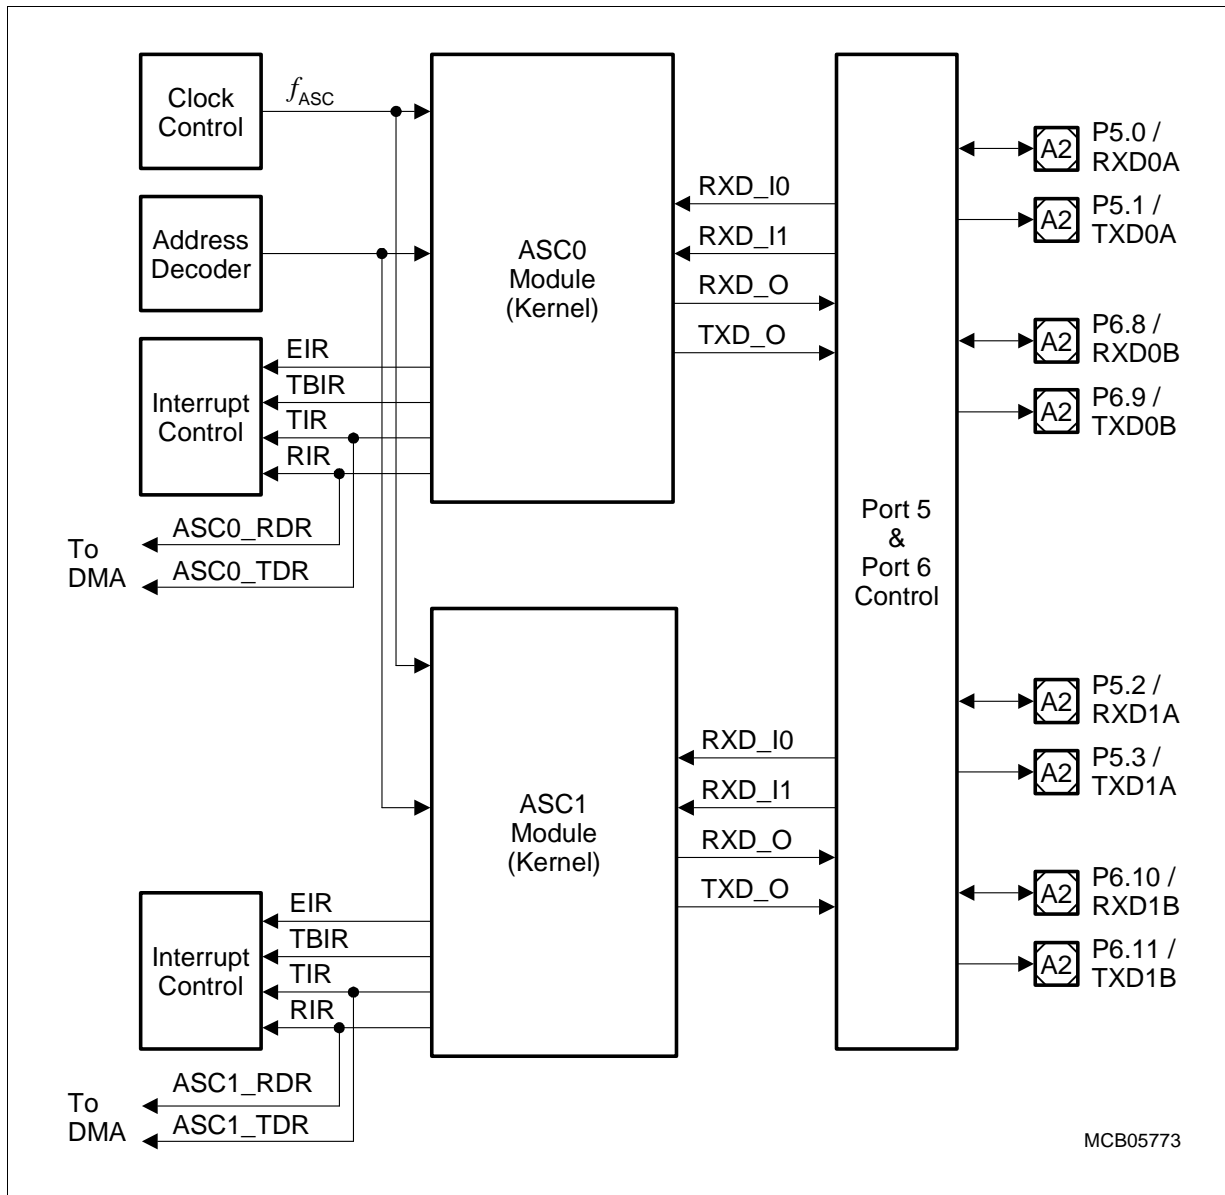 Clock
Control
fASC
Address
Decoder
Interrupt
Control
EIR
TBIR
TIR
RIR
To
DMA
ASC0_RDR
ASC0_TDR
ASC0
Module
(Kernel)
RXD_I0
RXD_I1
RXD_O
TXD_O
Port 5
&
Port 6
Control
A2
P5.0 /
RXD0A
A2
P5.1 /
TXD0A
A2
P6.8 /
RXD0B
A2
P6.9 /
TXD0B
ASC1
Module
(Kernel)
RXD_I0
RXD_I1
RXD_O
TXD_O
A2
P5.2 /
RXD1A
A2
P5.3 /
TXD1A
A2
P6.10 /
RXD1B
A2
P6.11 /
TXD1B
Interrupt
Control
EIR
TBIR
TIR
RIR
To
DMA
ASC1_RDR
ASC1_TDR
MCB05773